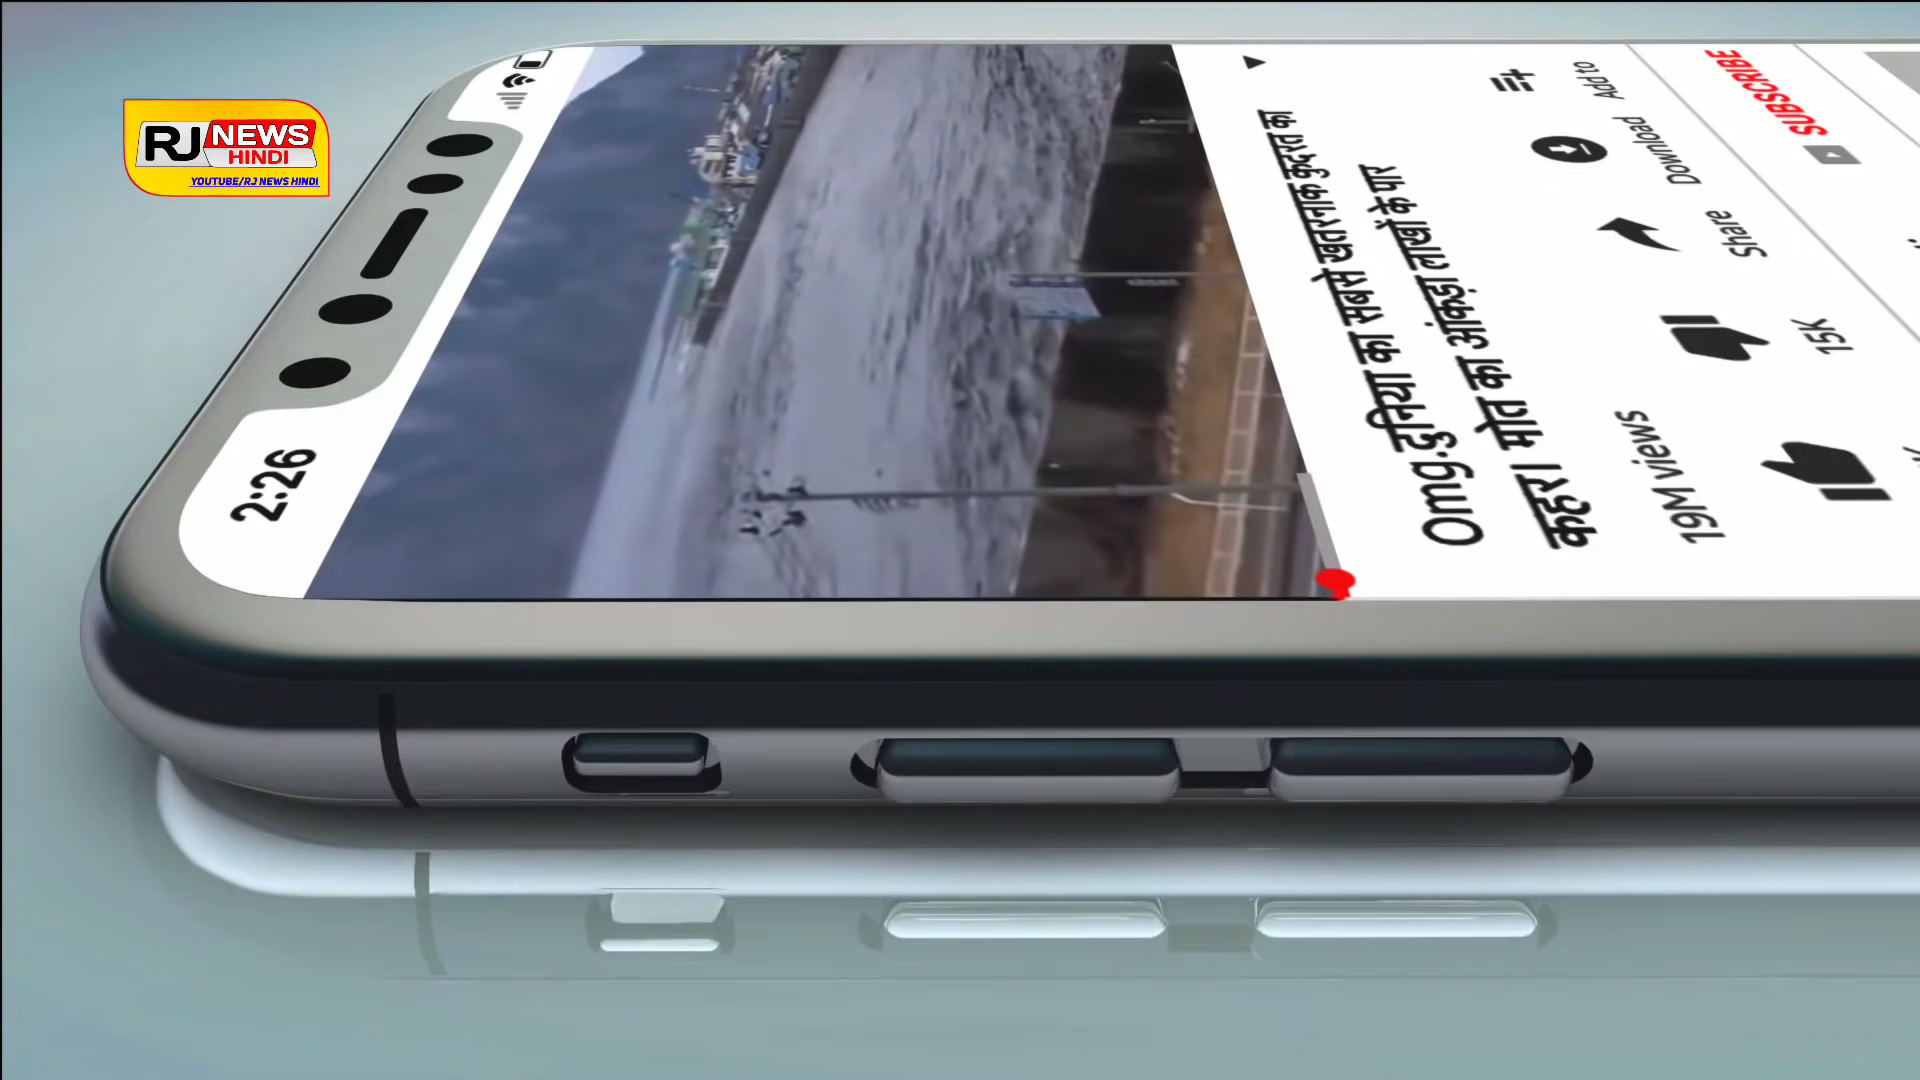 RJ NEWS
HINDI
YOUTUBE/RJ NEWS HINDI
2:26
Omg.दुनिया का सबसे खतरनाक कुदरत का
कहर। मौत का आंकड़ा लाखों के पार
19M views
15K
Share
Download
Add to
SUBSCRIBE